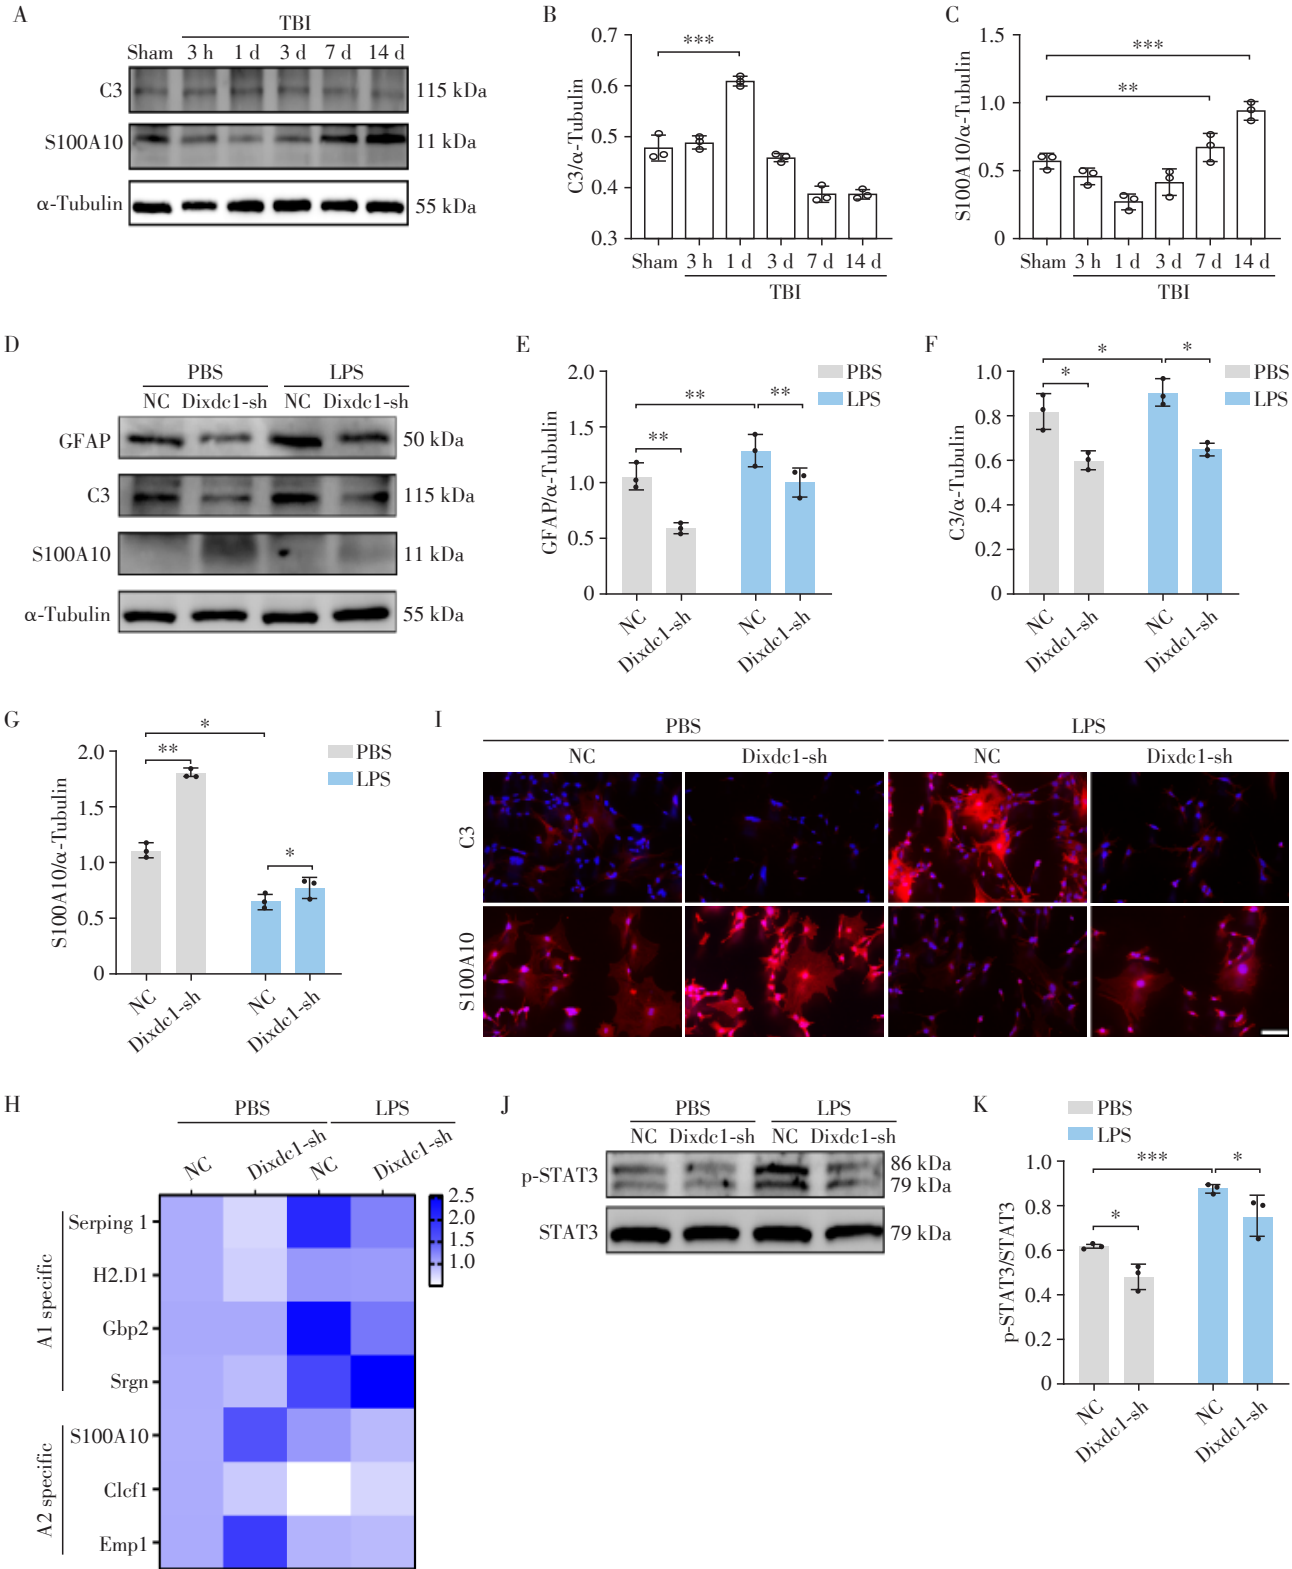 A
TBI
Sham 3 h 1 d 3 d 7 d 14 d
C3 115 kDa
S100A10 11 kDa
α-Tubulin 55 kDa
B
C3/α-Tubulin
0.7
0.6
0.5
0.4
0.3
***
Sham 3 h 1 d 3 d 7 d 14 d
TBI
C
S100A10/α-Tubulin
1.5
1.0
0.5
0
***
**
Sham 3 h 1 d 3 d 7 d 14 d
TBI
D
PBS LPS
NC Dixdc1-sh NC Dixdc1-sh
GFAP 50 kDa
C3 115 kDa
S100A10 11 kDa
α-Tubulin 55 kDa
E
GFAP/α-Tubulin
2.0
1.5
1.0
0.5
0
** ** **
PBS
LPS
NC Dixdc1-sh NC Dixdc1-sh
F
C3/α-Tubulin
1.0
0.8
0.6
0.4
0.2
0
* * *
PBS
LPS
NC Dixdc1-sh NC Dixdc1-sh
G
S100A10/α-Tubulin
2.0
1.5
1.0
0.5
0
*
**
*
PBS
LPS
NC Dixdc1-sh NC Dixdc1-sh
I
PBS LPS
NC Dixdc1-sh NC Dixdc1-sh
C3
S100A10
H
PBS LPS
NC Dixdc1-sh NC Dixdc1-sh
A1 specific
Serping 1
H2.D1
Gbp2
Srgn
A2 specific
S100A10
Clcf1
Emp1
2.5
2.0
1.5
1.0
J
PBS LPS
NC Dixdc1-sh NC Dixdc1-sh
p-STAT3 86 kDa
79 kDa
STAT3 79 kDa
K
PBS
LPS
p-STAT3/STAT3
1.0
0.8
0.6
0.4
0.2
0
*** *
*
NC Dixdc1-sh NC Dixdc1-sh